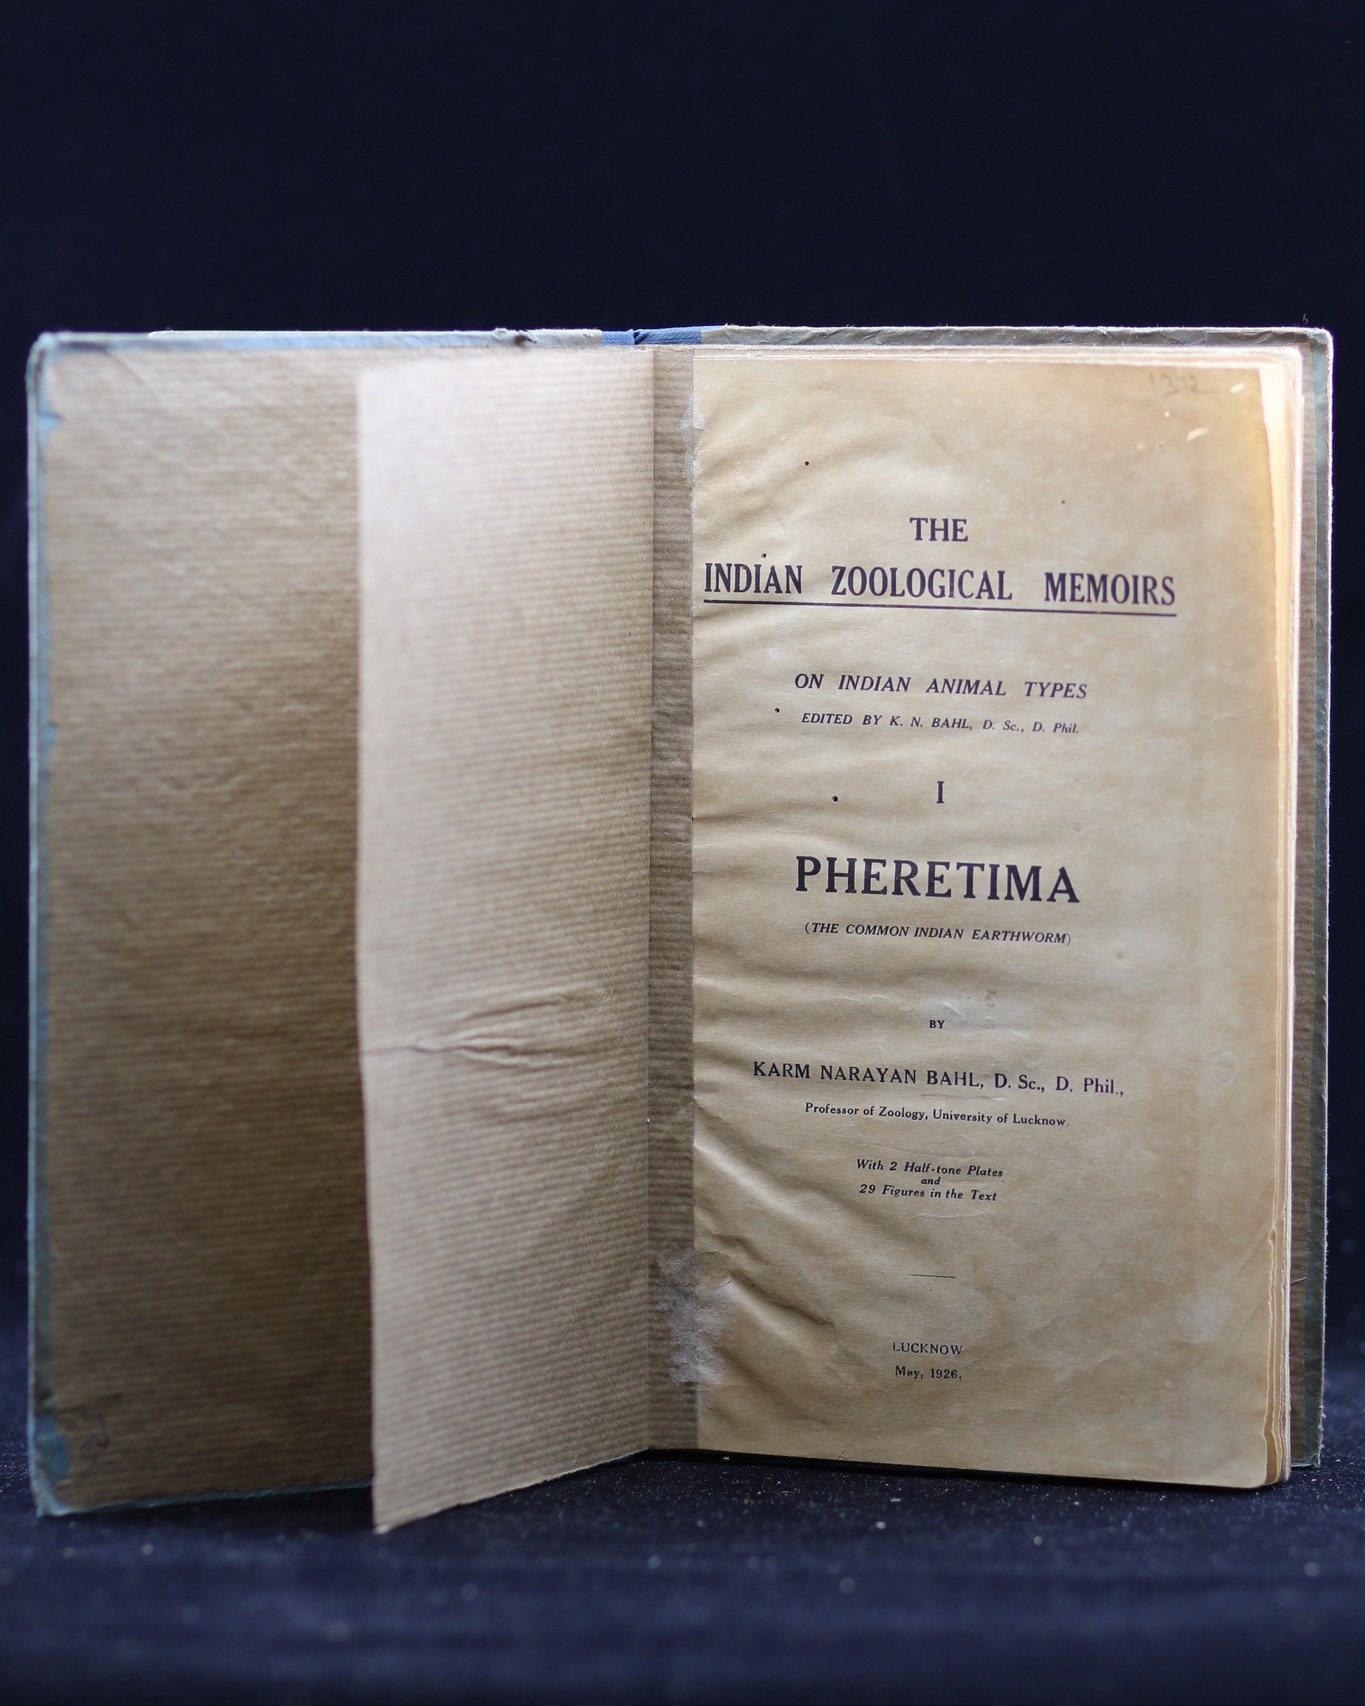 THE
INDIAN ZOOLOGICAL MEMOIRS
ON INDIAN ANIMAL TYPES
EDITED BY K. N. BAHL, D. Sc., D. Phil.
I
PHERETIMA
(THE COMMON INDIAN EARTHWORM)
BY
KARM NARAYAN BAHL, D. Sc., D. Phil.,
Professor of Zoology, University of Lucknow.
With 2 Half-tone Plates
and
29 Figures in the Text
LUCKNOW
May, 1926.